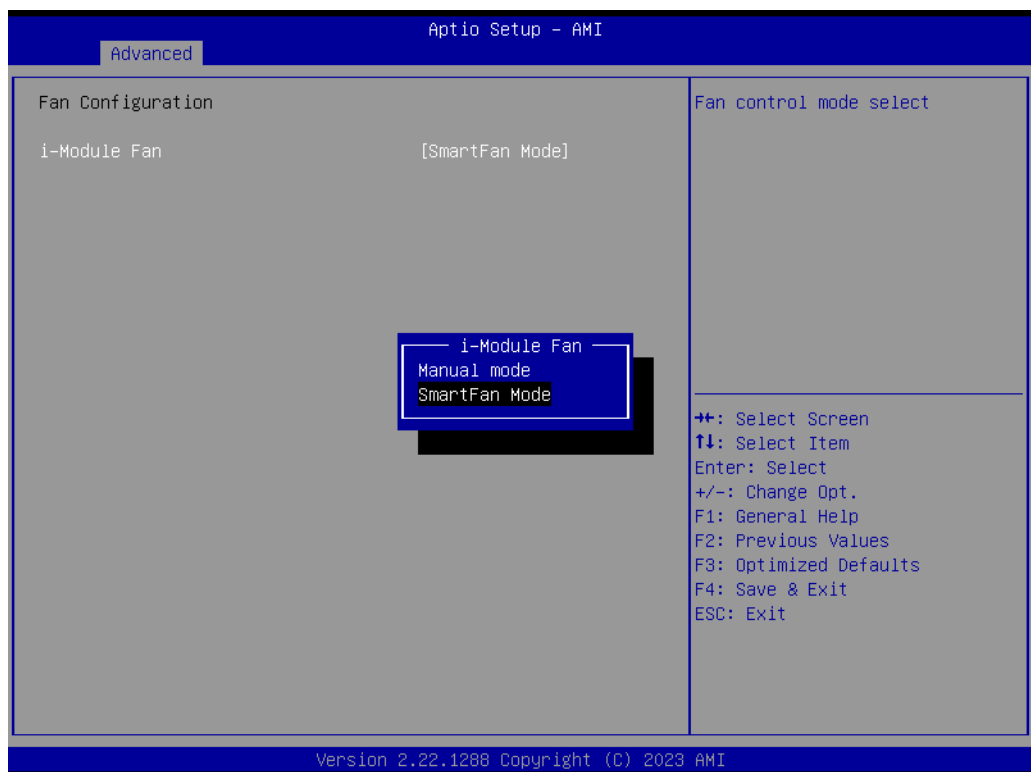 Aptio Setup – AMI
Advanced
Fan Configuration
i-Module Fan [SmartFan Mode]
Fan control mode select
i-Module Fan
Manual mode
SmartFan Mode
→←: Select Screen
↑↓: Select Item
Enter: Select
+/-: Change Opt.
F1: General Help
F2: Previous Values
F3: Optimized Defaults
F4: Save & Exit
ESC: Exit
Version 2.22.1288 Copyright (C) 2023 AMI